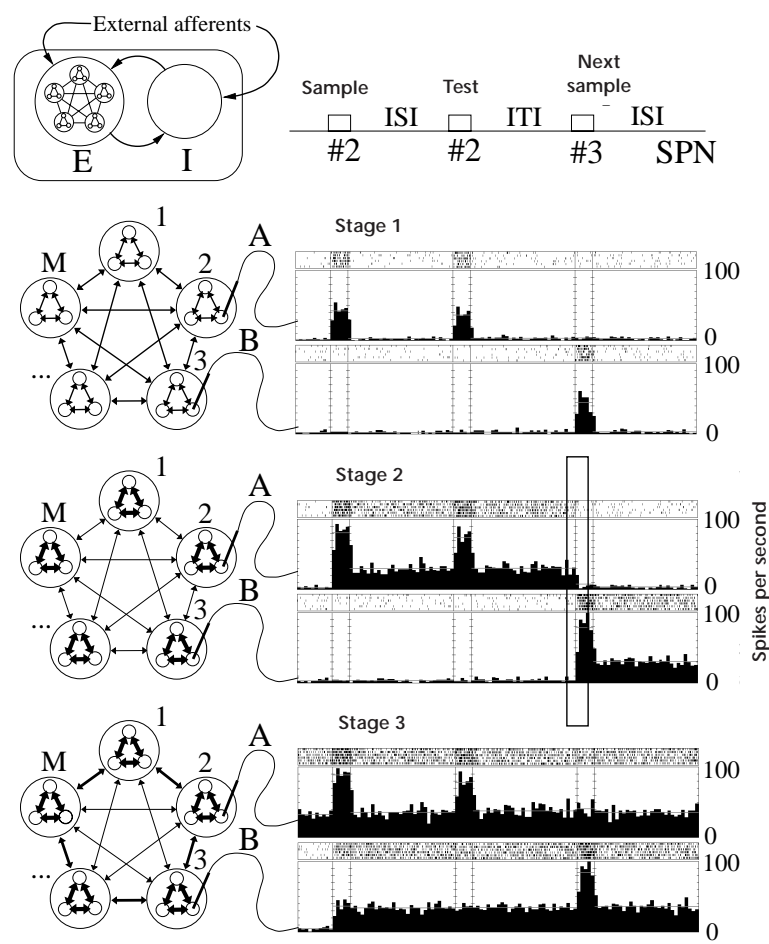 External afferents
E
I
Sample
Test
Next
sample
ISI
ITI
ISI
#2
#2
#3
SPN
Stage 1
1
M
2
A
3
B
...
100
0
100
0
Stage 2
1
M
2
A
3
B
...
100
0
100
0
Spikes per second
Stage 3
1
M
2
A
3
B
...
100
0
100
0